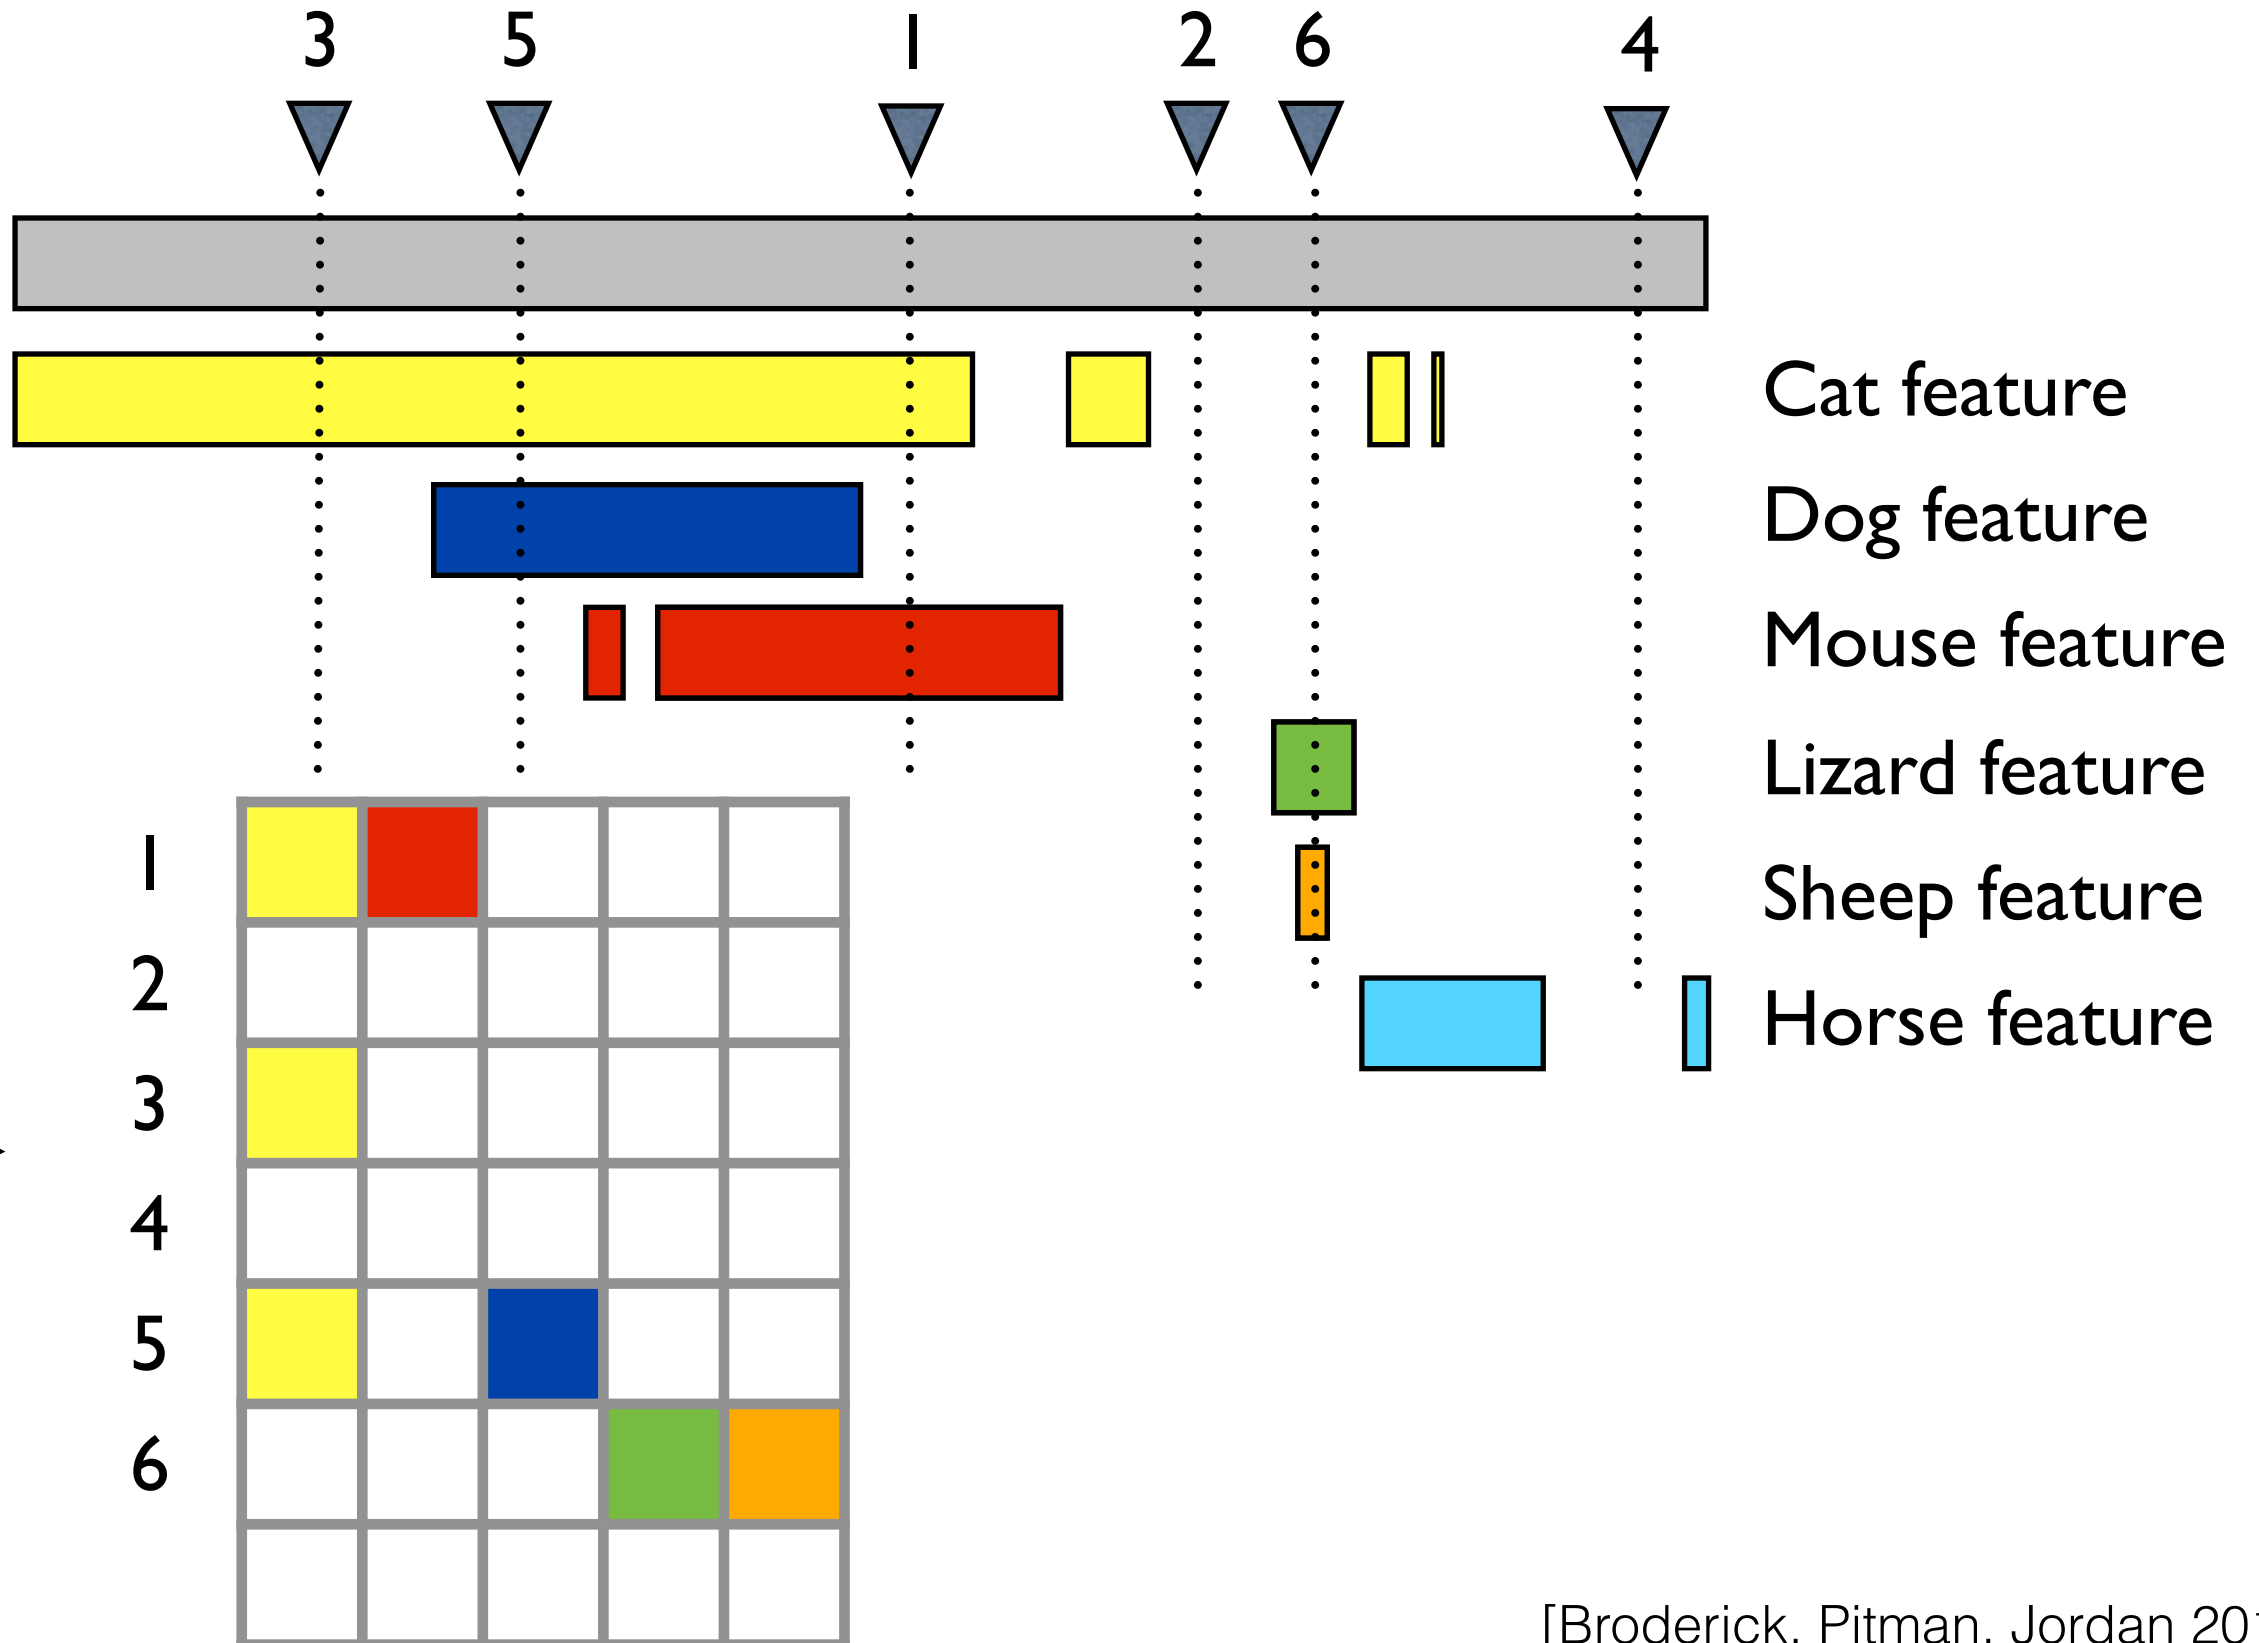 3 5 1 2 6 4
Cat feature
Dog feature
Mouse feature
Lizard feature
Sheep feature
Horse feature
1
2
3
4
5
6
[Broderick, Pitman, Jordan